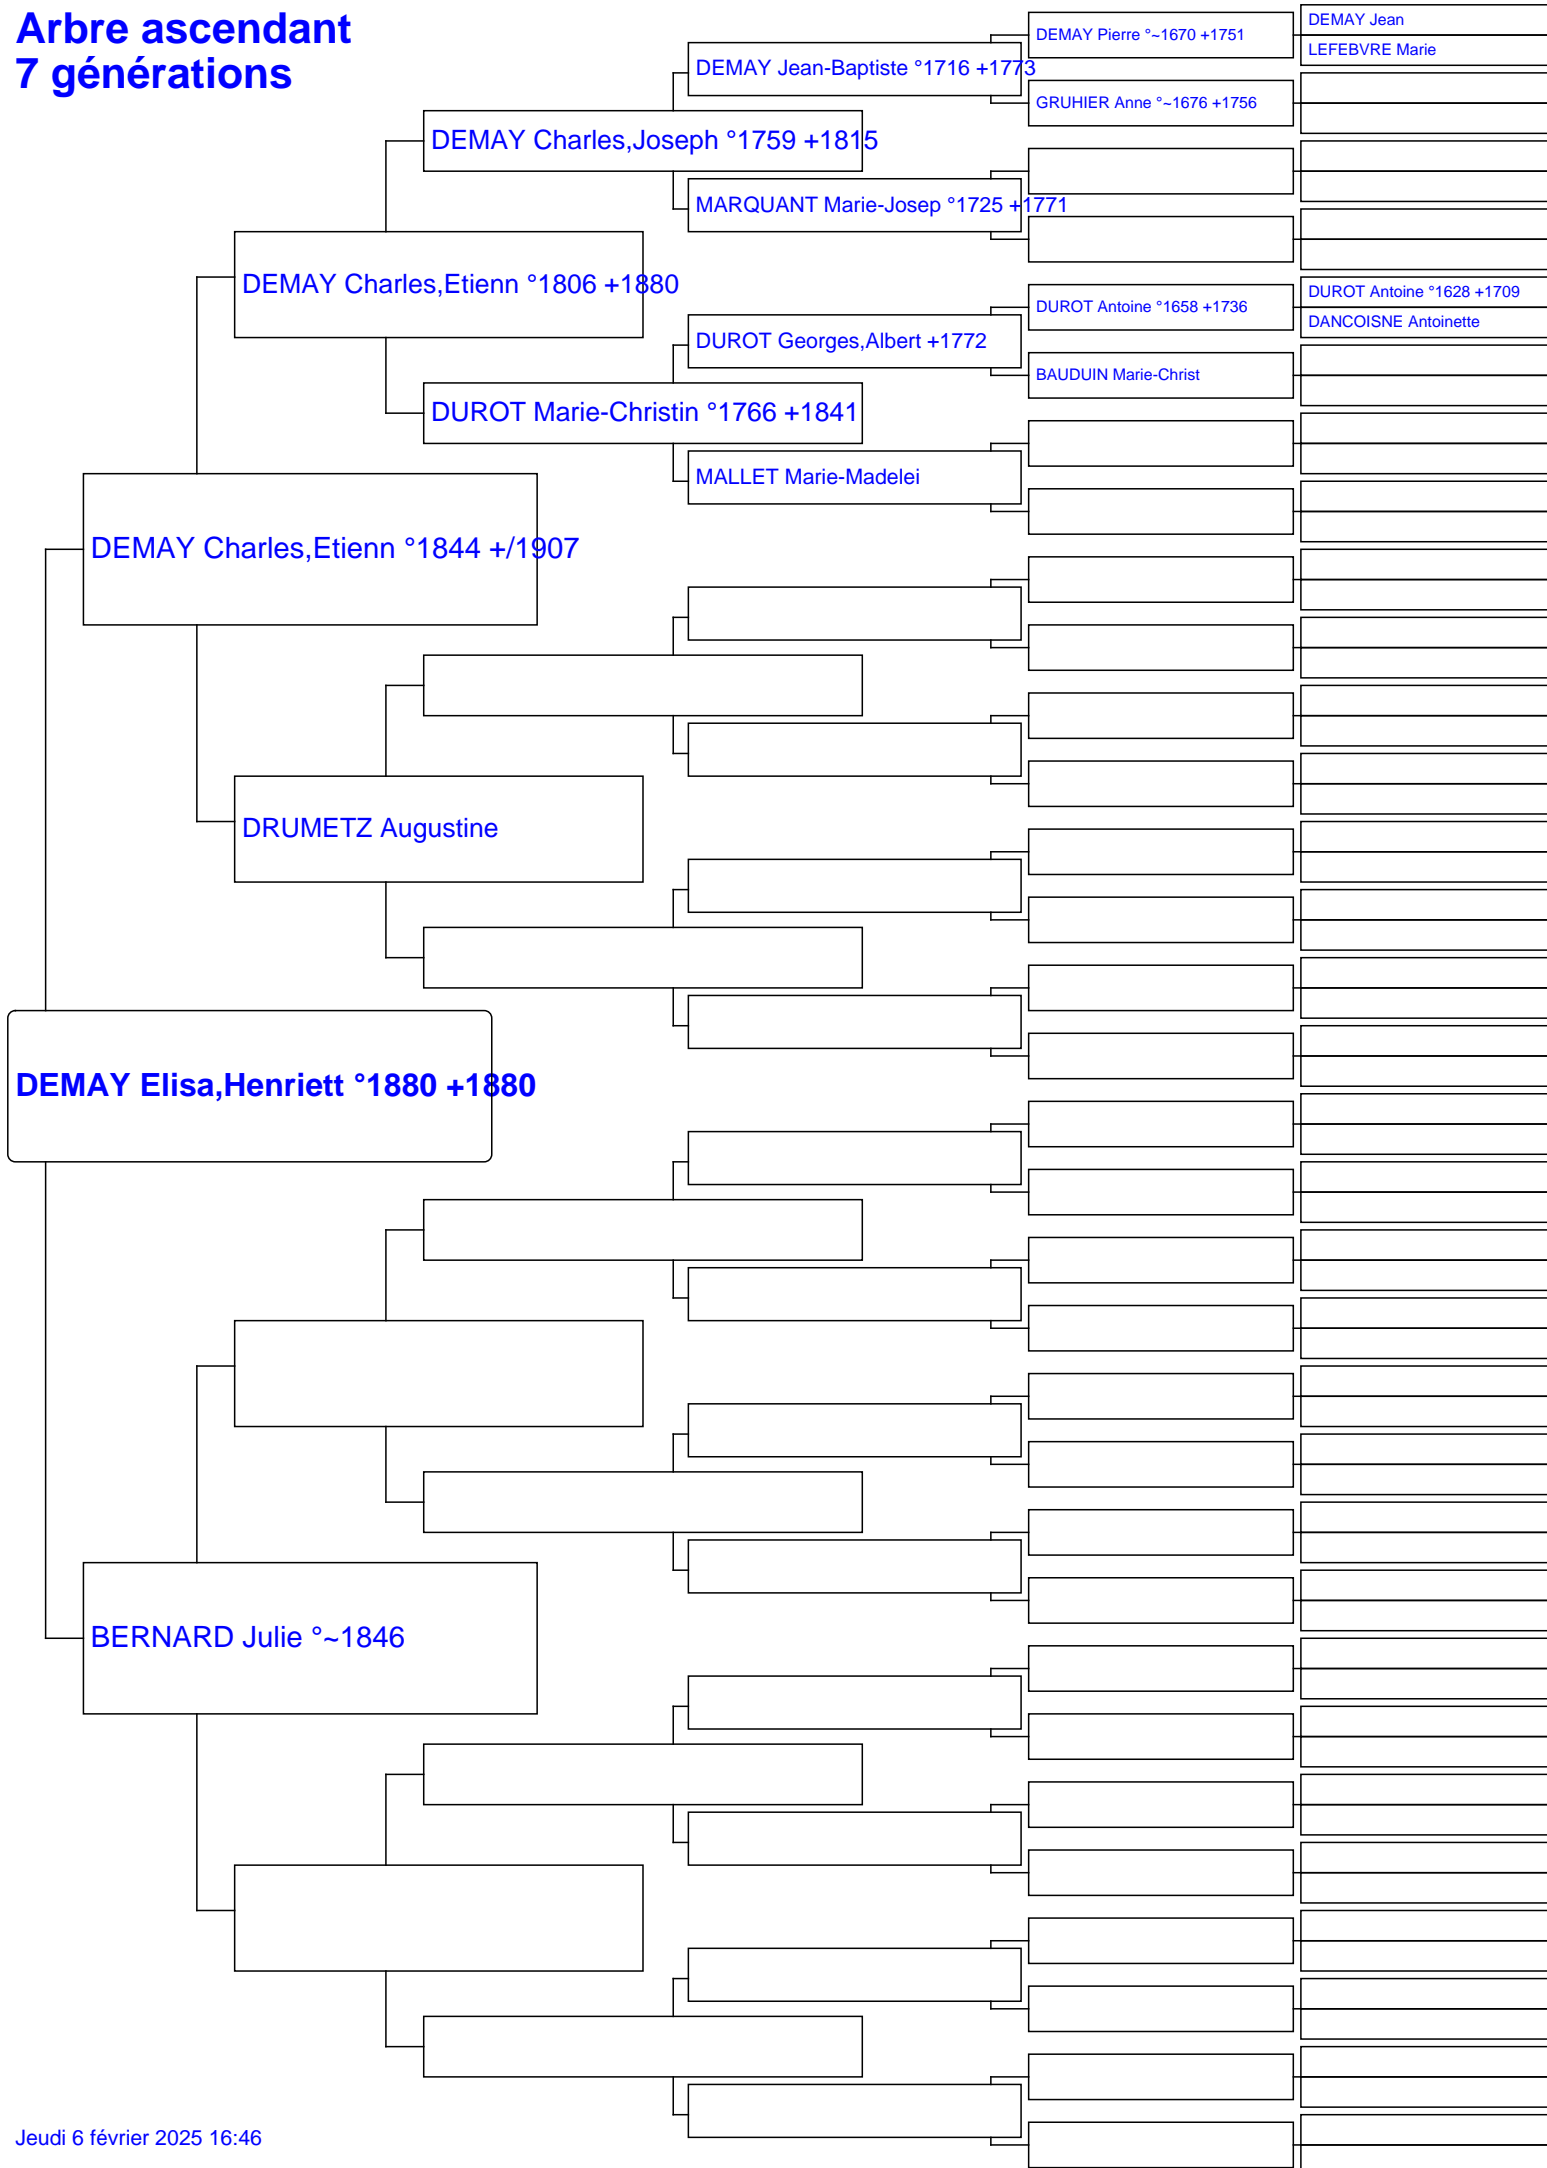 Arbre ascendant
7 générations
DEMAY Jean
DEMAY Pierre °~1670 +1751
LEFEBVRE Marie
DEMAY Jean-Baptiste °1716 +1773
GRUHIER Anne °~1676 +1756
DEMAY Charles,Joseph °1759 +1815
MARQUANT Marie-Josep °1725 +1771
DEMAY Charles,Etienn °1806 +1880
DUROT Antoine °1628 +1709
DUROT Antoine °1658 +1736
DANCOISNE Antoinette
DUROT Georges,Albert +1772
BAUDUIN Marie-Christ
DUROT Marie-Christin °1766 +1841
MALLET Marie-Madelei
DEMAY Charles,Etienn °1844 +/1907
DRUMETZ Augustine
DEMAY Elisa,Henriett °1880 +1880
BERNARD Julie °~1846
Jeudi 6 février 2025 16:46